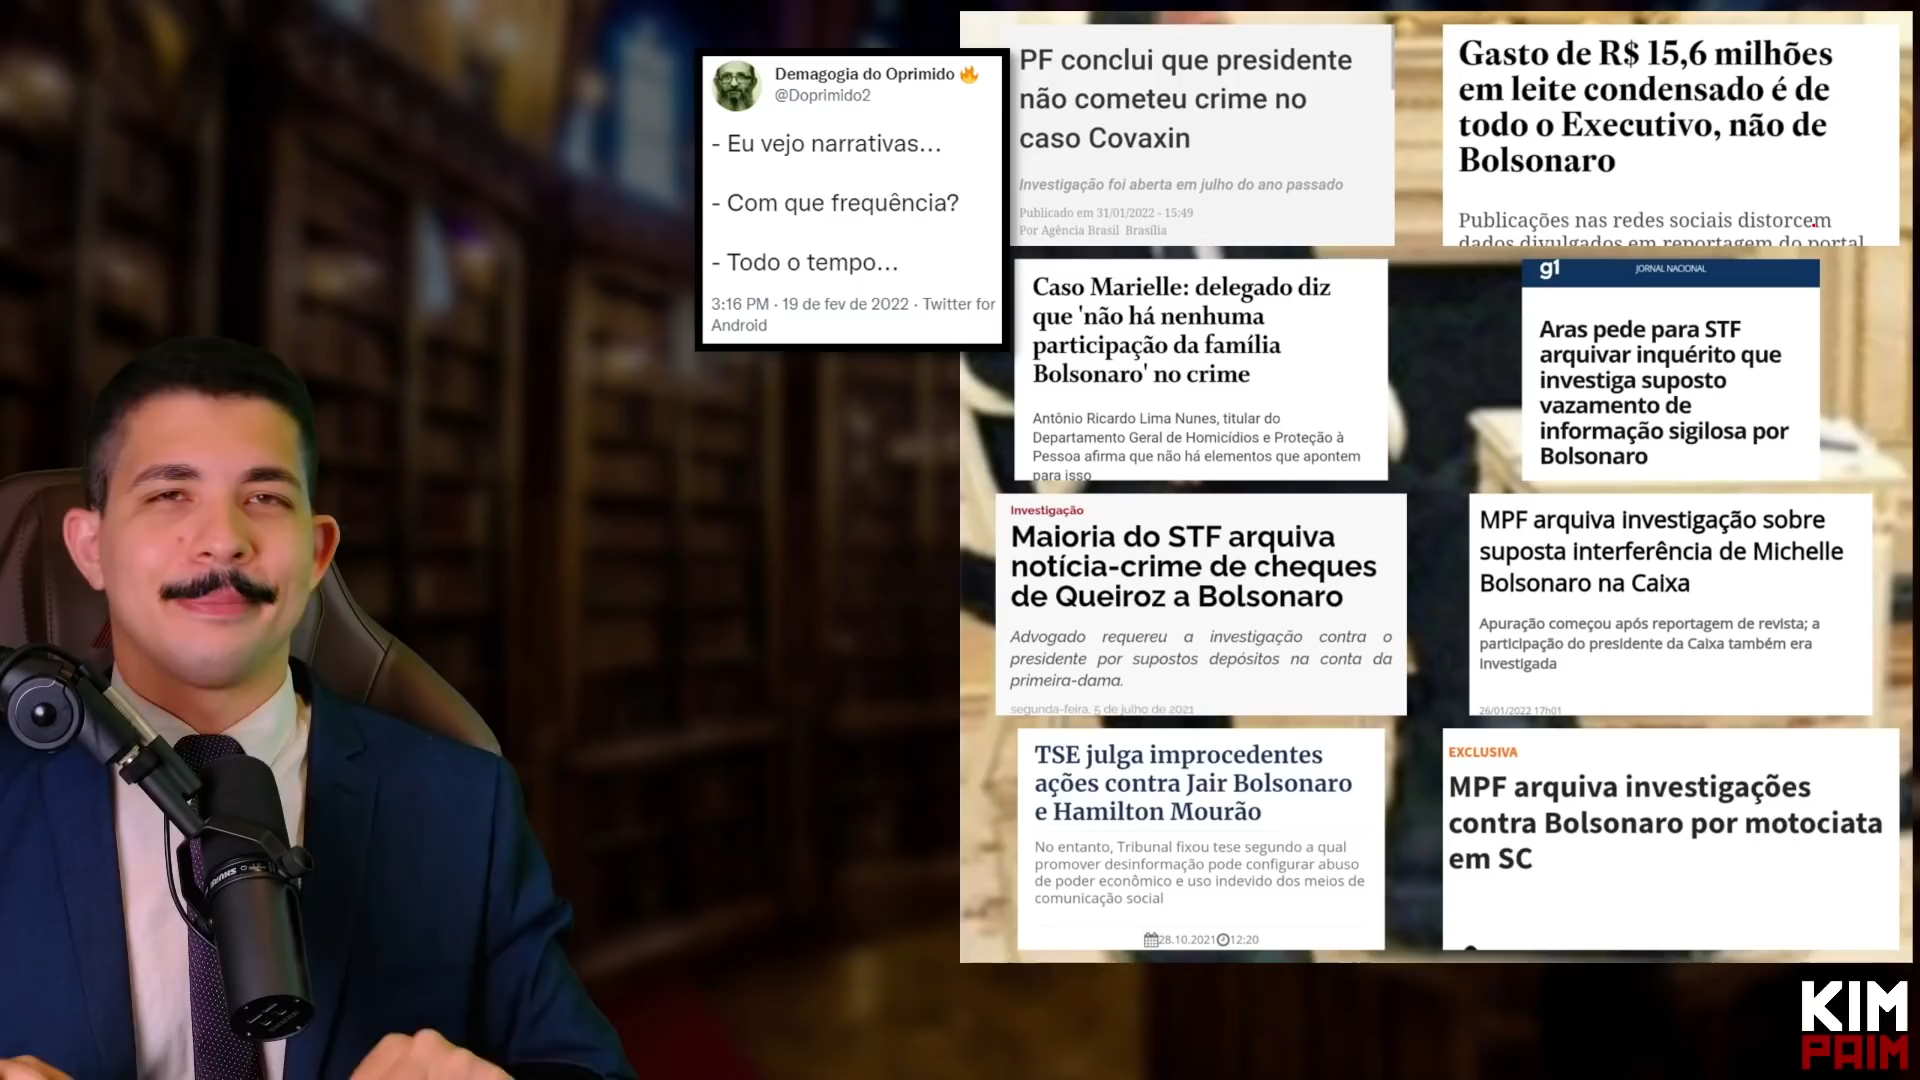 Demagogia do Oprimido 🔥
@Doprimido2
- Eu vejo narrativas...
- Com que frequência?
- Todo o tempo...
3:16 PM · 19 de fev de 2022 · Twitter for
Android
PF conclui que presidente
não cometeu crime no
caso Covaxin
Investigação foi aberta em julho do ano passado
Publicado em 31/01/2022 - 15:49
Por Agência Brasil Brasília
Gasto de R$ 15,6 milhões
em leite condensado é de
todo o Executivo, não de
Bolsonaro
Publicações nas redes sociais distorcem
dados divulgados em reportagem do portal
Caso Marielle: delegado diz
que 'não há nenhuma
participação da família
Bolsonaro' no crime
Antônio Ricardo Lima Nunes, titular do
Departamento Geral de Homicídios e Proteção à
Pessoa afirma que não há elementos que apontem
para isso
g1
JORNAL NACIONAL
Aras pede para STF
arquivar inquérito que
investiga suposto
vazamento de
informação sigilosa por
Bolsonaro
Investigação
Maioria do STF arquiva
notícia-crime de cheques
de Queiroz a Bolsonaro
Advogado requereu a investigação contra o
presidente por supostos depósitos na conta da
primeira-dama.
segunda-feira, 5 de julho de 2021
MPF arquiva investigação sobre
suposta interferência de Michelle
Bolsonaro na Caixa
Apuração começou após reportagem de revista; a
participação do presidente da Caixa também era
investigada
26/01/2022 17h01
TSE julga improcedentes
ações contra Jair Bolsonaro
e Hamilton Mourão
No entanto, Tribunal fixou tese segundo a qual
promover desinformação pode configurar abuso
de poder econômico e uso indevido dos meios de
comunicação social
28.10.2021 12:20
EXCLUSIVA
MPF arquiva investigações
contra Bolsonaro por motociata
em SC
SHURE
KIM
PAIM